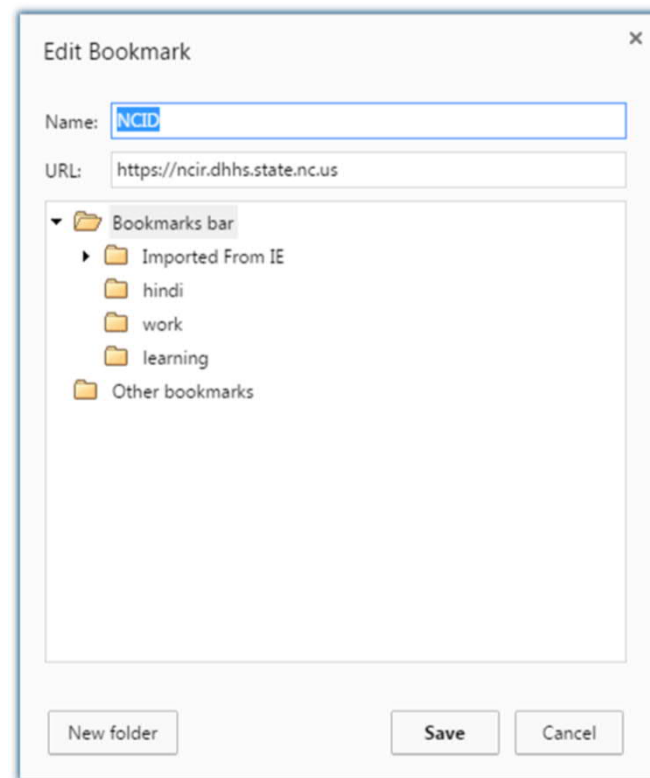 Edit Bookmark
Name: NCID
URL: https://ncir.dhhs.state.nc.us
Bookmarks bar
Imported From IE
hindi
work
learning
Other bookmarks
New folder Save Cancel